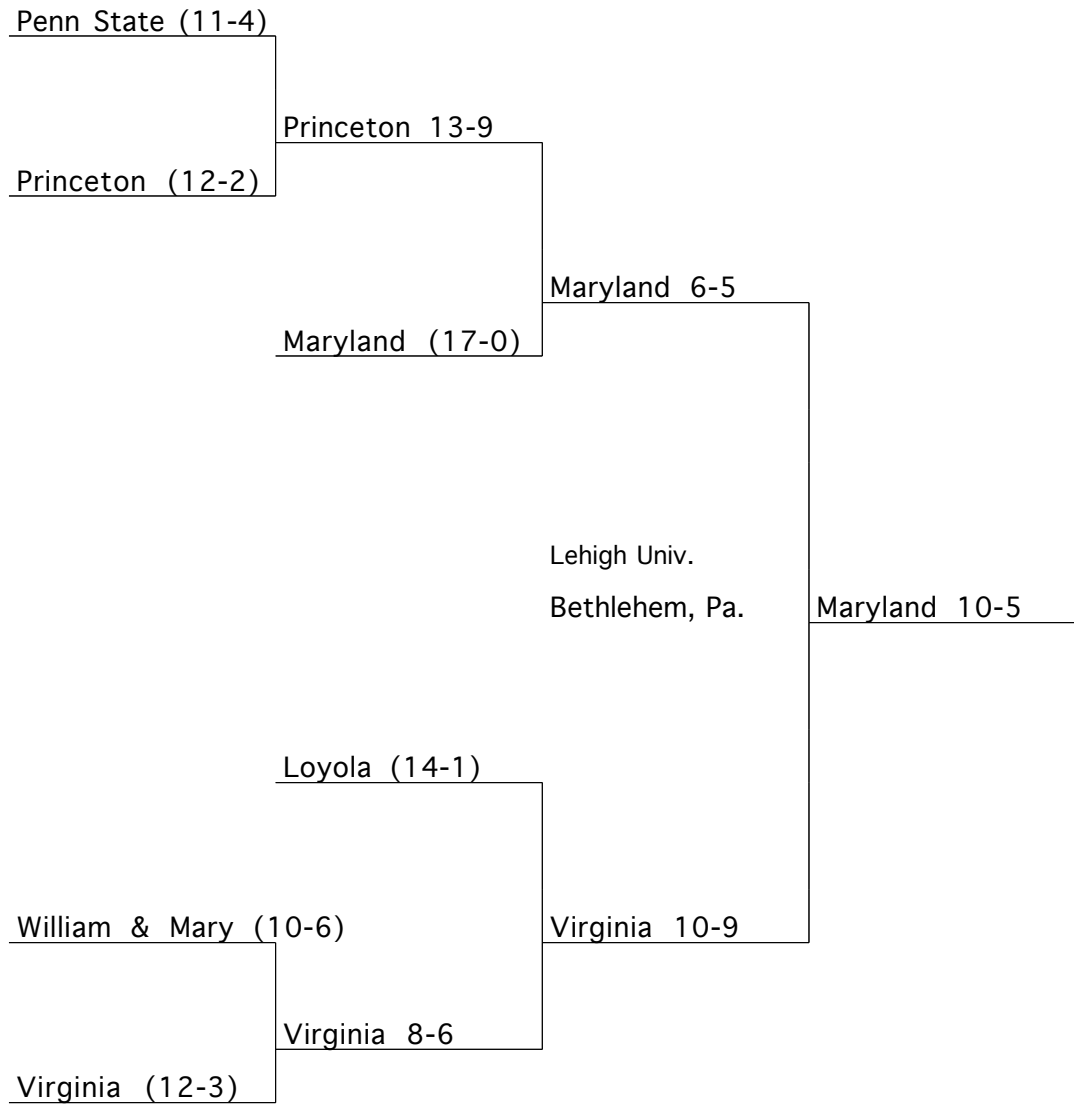 Penn State (11-4)
Princeton 13-9
Princeton (12-2)
Maryland 6-5
Maryland (17-0)
Lehigh Univ.
Bethlehem, Pa.
Maryland 10-5
Loyola (14-1)
William & Mary (10-6)
Virginia 10-9
Virginia 8-6
Virginia (12-3)